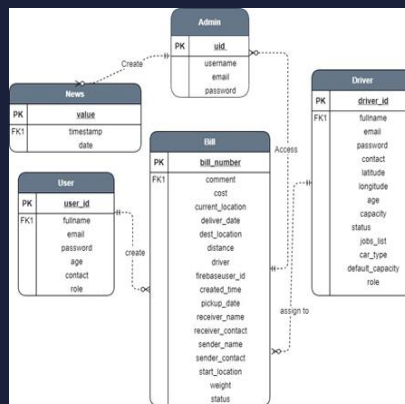 Admin
PK uid
username
email
password
Create
News
PK value
FK1 timestamp
date
User
PK user_id
FK1 fullname
email
password
age
contact
role
create
Bill
PK bill_number
FK1 comment
cost
current_location
deliver_date
dest_location
distance
driver
firebaseuser_id
created_time
pickup_date
receiver_name
receiver_contact
sender_name
sender_contact
start_location
weight
status
Access
assign to
Driver
PK driver_id
FK1 fullname
email
password
contact
latitude
longitude
age
capacity
status
jobs_list
car_type
default_capacity
role